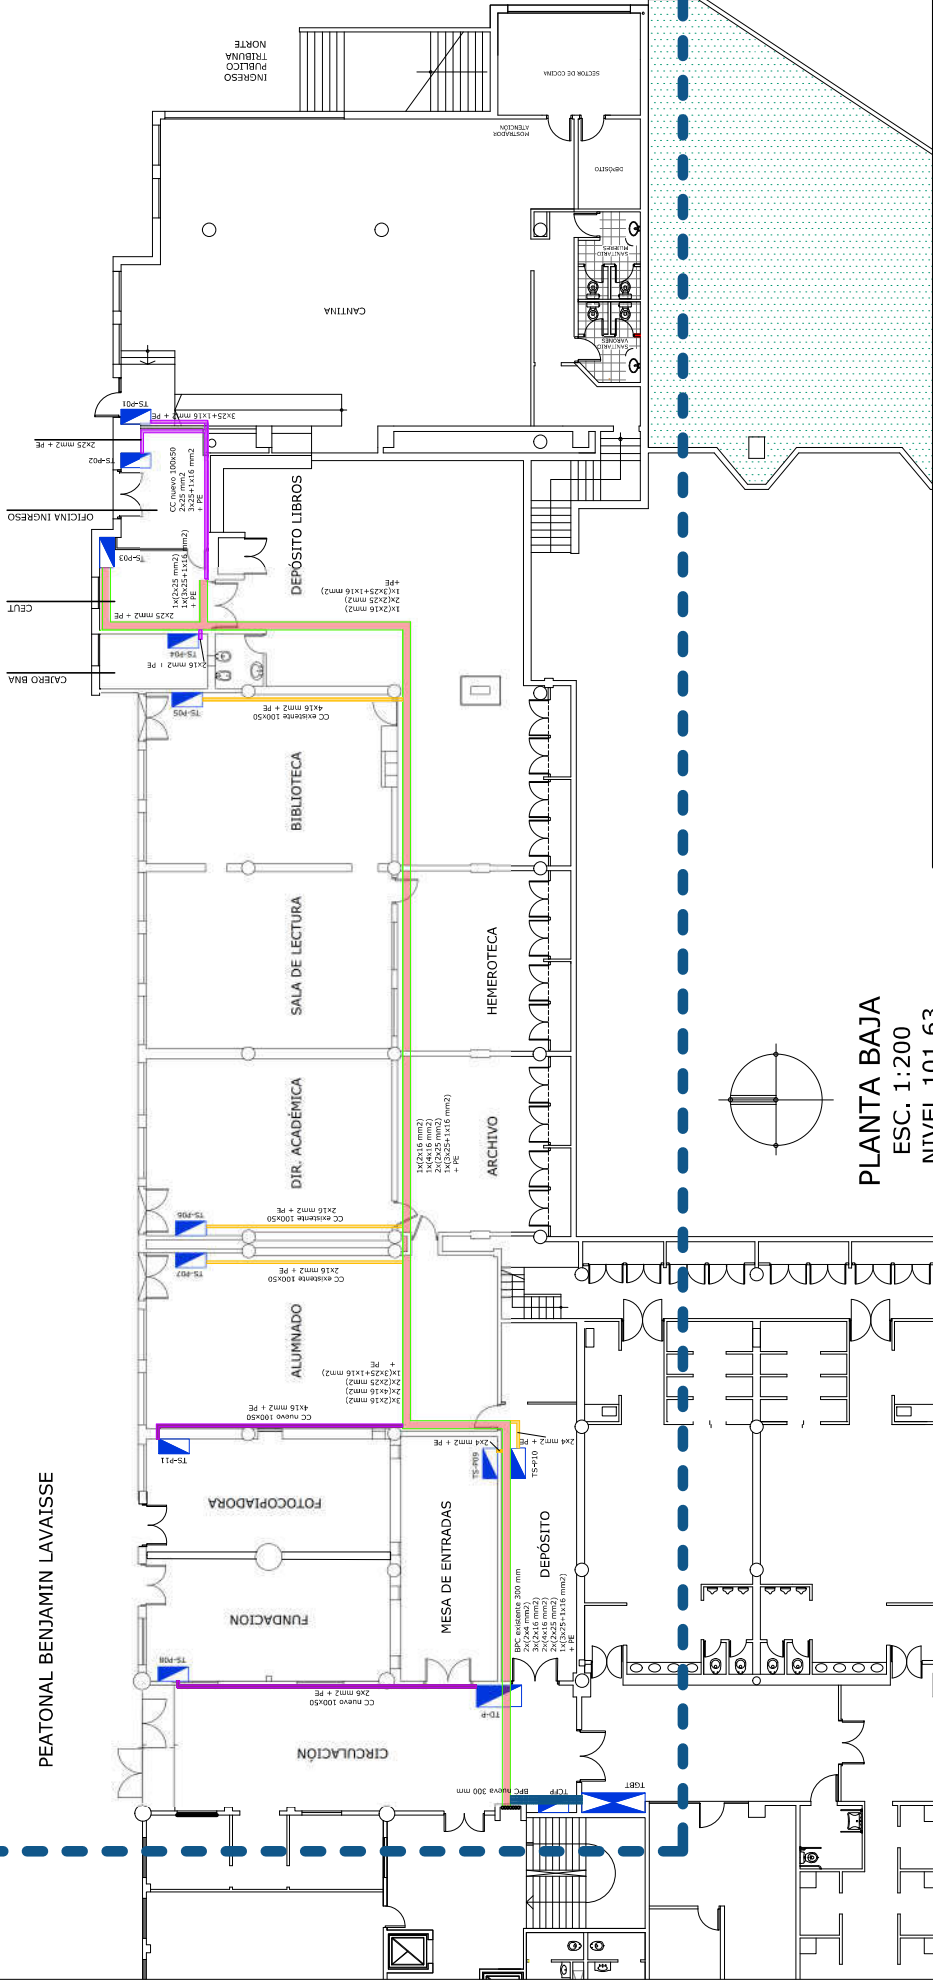 INGRESO
PUBLICO
TRIBUNA
NORTE
SECTOR DE COCINA
MOSTRADOR
ATENCIÓN
DEPÓSITO
SANITARIO
MUJERES
CANTINA
SANITARIO
VARONES
TS-P01
3x25+1x16 mm2 + PE
2x25 mm2 + PE
TS-P02
CC nuevo 100x50
2x25 mm2
3x25+1x16 mm2
+ PE
OFICINA INGRESO
DEPÓSITO LIBROS
TS-P03
1x(2x25 mm2)
1x(3x25+1x16 mm2)
+ PE
1x(2x16 mm2)
2x(2x25 mm2)
1x(3x25+1x16 mm2)
+PE
CEUT
2x25 mm2 + PE
TS-P04
2x16 mm2 + PE
CAJERO BNA
TS-P05
CC existente 100x50
4x16 mm2 + PE
BIBLIOTECA
SALA DE LECTURA
HEMEROTECA
PLANTA BAJA
ESC. 1:200
NIVEL 101.63
DIR. ACADÉMICA
1x(2x16 mm2)
1x(4x16 mm2)
2x(2x25 mm2)
1x(3x25+1x16 mm2)
+ PE
ARCHIVO
TS-P06
CC existente 100x50
2x16 mm2 + PE
TS-P07
CC existente 100x50
2x16 mm2 + PE
ALUMNADO
3x(2x16 mm2)
2x(4x16 mm2)
2x(2x25 mm2)
1x(3x25+1x16 mm2)
+ PE
CC nuevo 100x50
4x16 mm2 + PE
TS-P11
2x4 mm2 + PE
2x4 mm2 + PE
TS-P09
TS-P10
FOTOCOPIADORA
PEATONAL BENJAMIN LAVAISSE
MESA DE ENTRADAS
DEPÓSITO
BPC existente 300 mm
2x(2x4 mm2)
3x(2x16 mm2)
2x(4x16 mm2)
2x(2x25 mm2)
1x(3x25+1x16 mm2)
+ PE
FUNDACION
TS-P08
CC nuevo 100x50
2x6 mm2 + PE
TD-P
CIRCULACIÓN
BPC nueva 300 mm
TCFP
TGBT